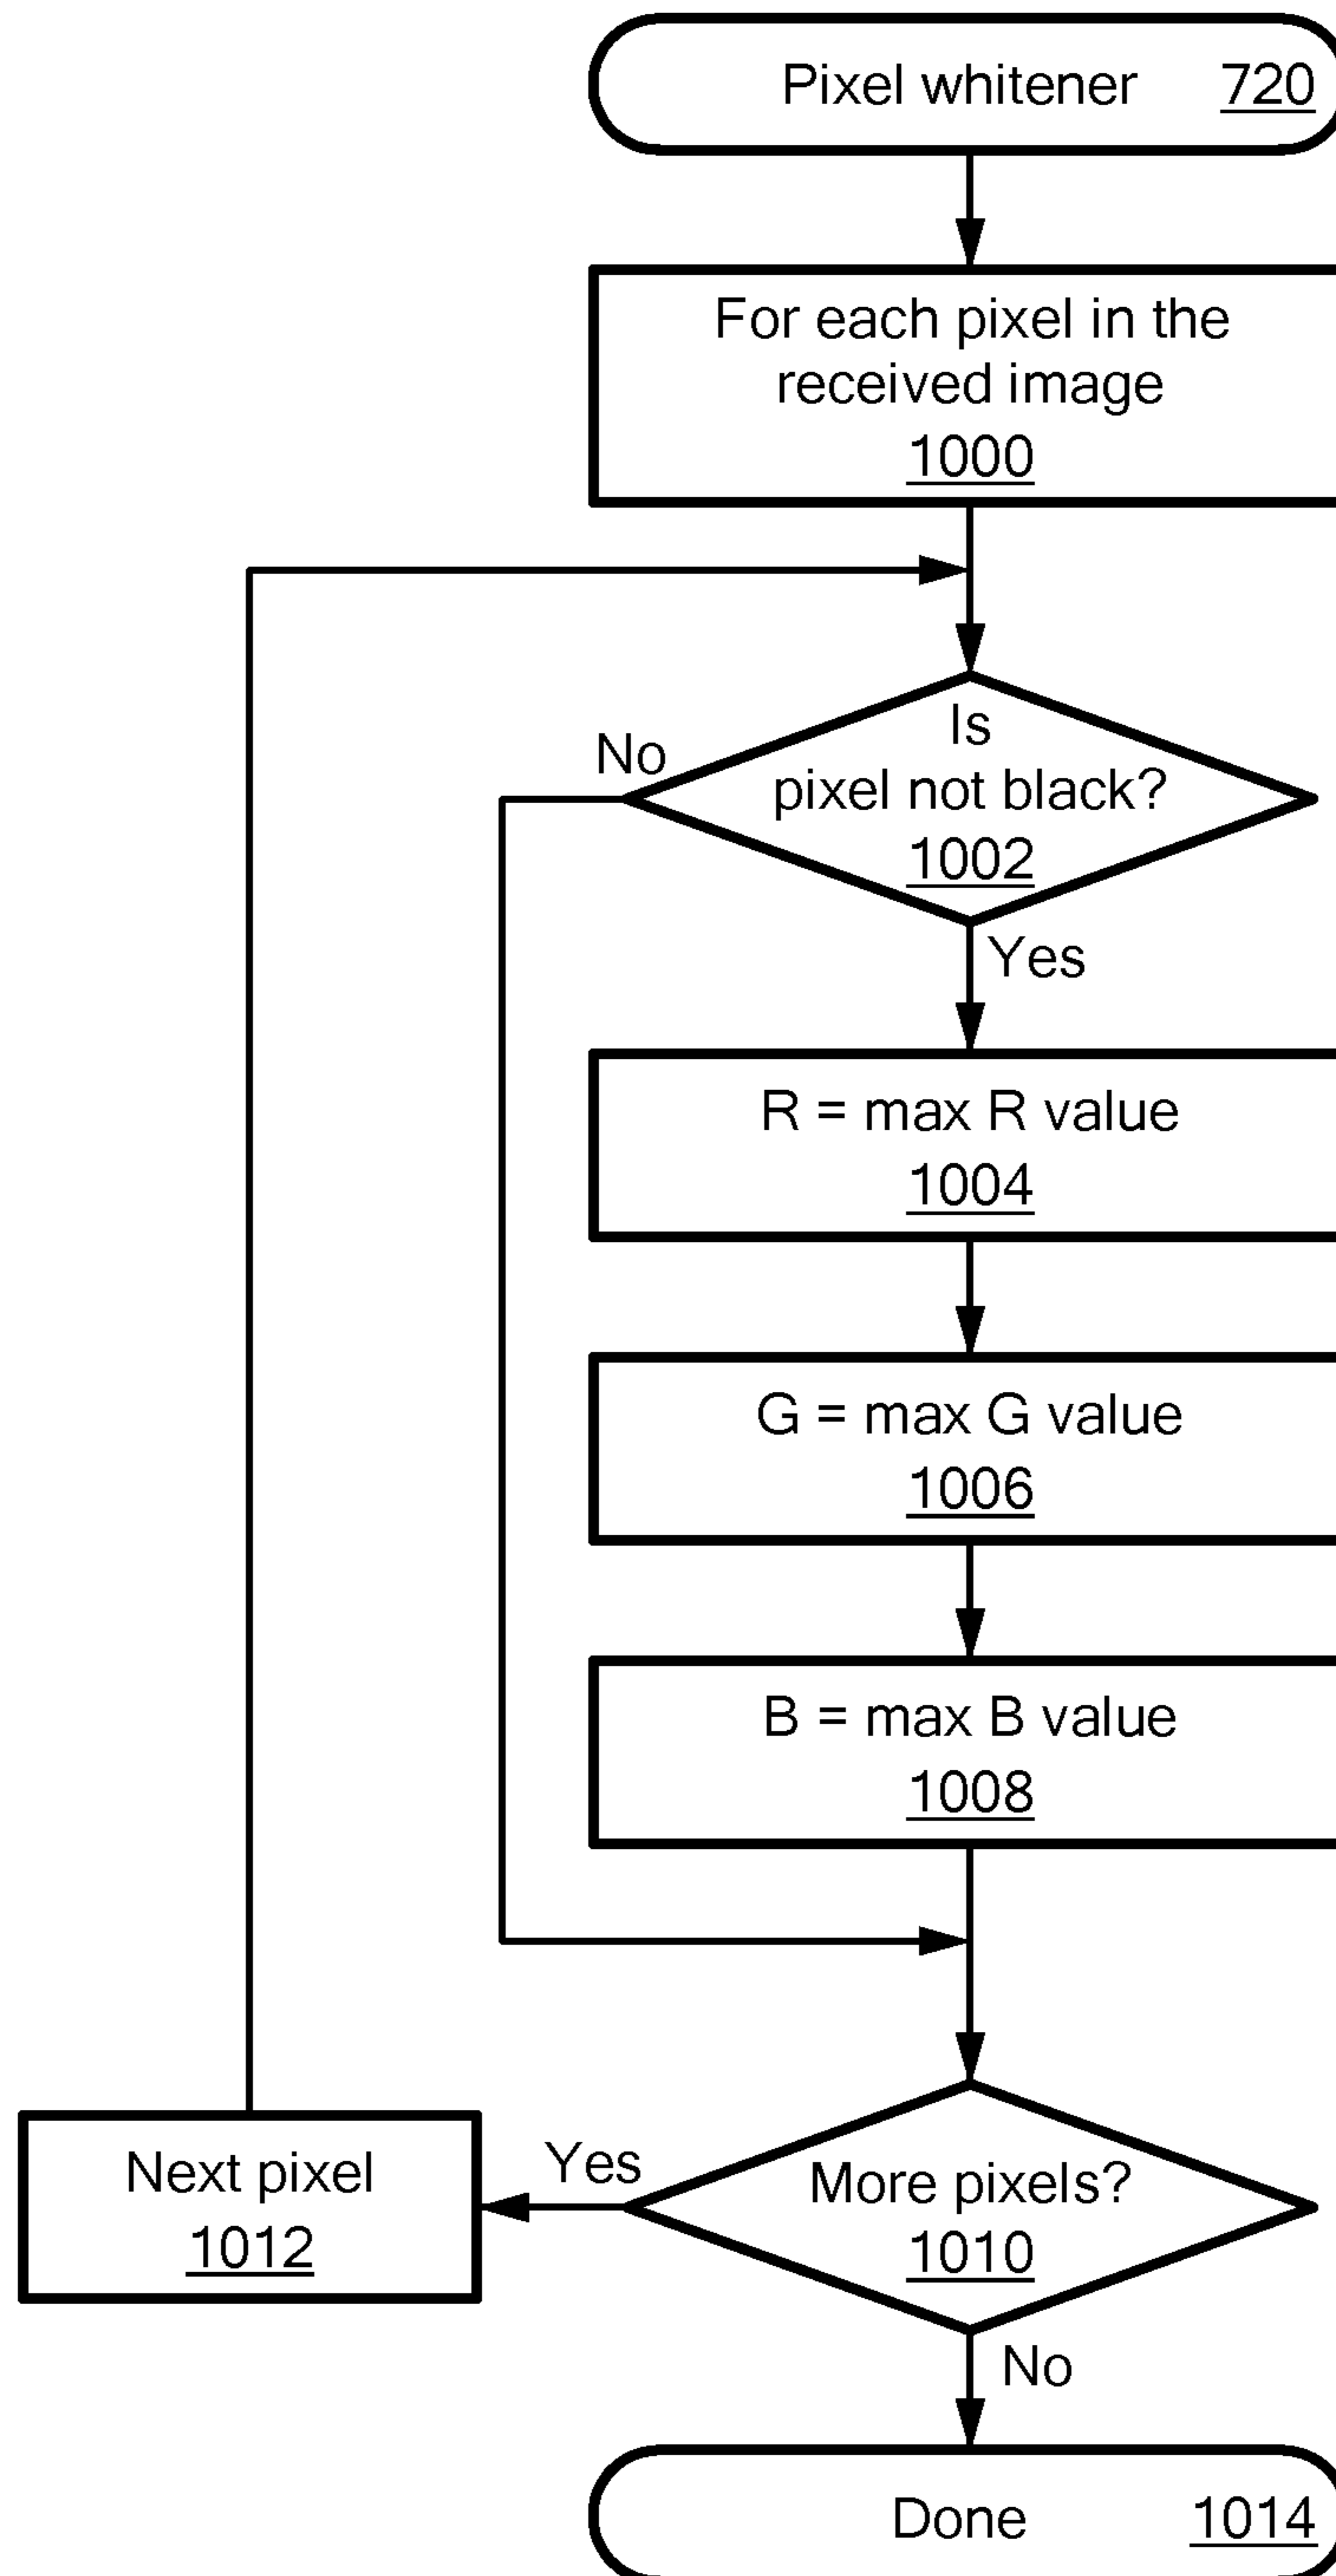 Pixel whitener 720
For each pixel in the
received image
1000
Is
pixel not black?
1002
No
Yes
R = max R value
1004
G = max G value
1006
B = max B value
1008
More pixels?
1010
Yes
Next pixel
1012
No
Done 1014